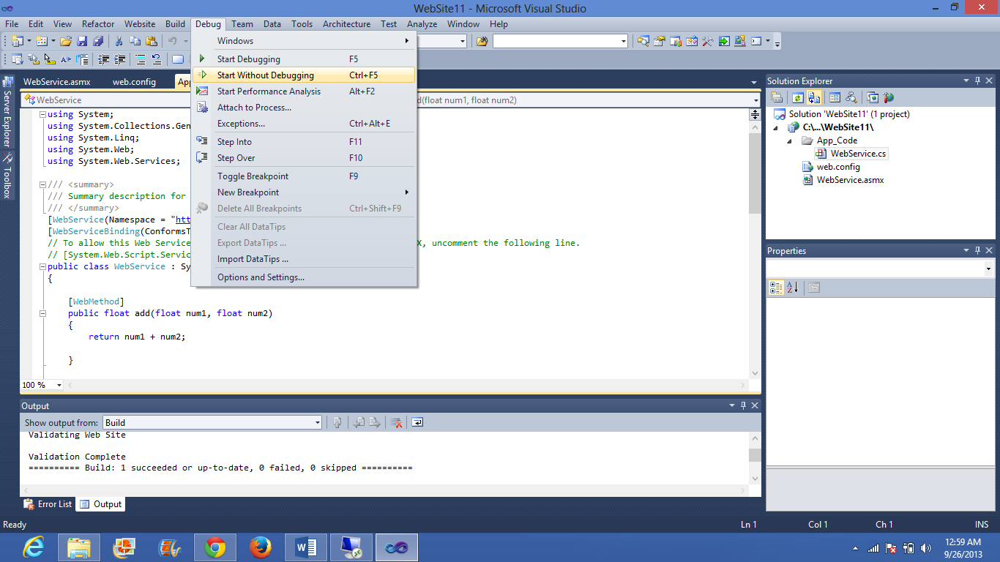 WebSite11 - Microsoft Visual Studio
File Edit View Refactor Website Build Debug Team Data Tools Architecture Test Analyze Window Help
Windows
Start Debugging F5
Start Without Debugging Ctrl+F5
Start Performance Analysis Alt+F2
Attach to Process...
Exceptions... Ctrl+Alt+E
Step Into F11
Step Over F10
Toggle Breakpoint F9
New Breakpoint
Delete All Breakpoints Ctrl+Shift+F9
Clear All DataTips
Export DataTips ...
Import DataTips ...
Options and Settings...
Server Explorer
Toolbox
WebService.asmx web.config App
WebService d(float num1, float num2)
using System;
using System.Collections.Gen
using System.Linq;
using System.Web;
using System.Web.Services;
/// <summary>
/// Summary description for
/// </summary>
[WebService(Namespace = "htt
[WebServiceBinding(ConformsT
// To allow this Web Service X, uncomment the following line.
// [System.Web.Script.Servic
public class WebService : Sy
{
[WebMethod]
public float add(float num1, float num2)
{
return num1 + num2;
}
100 %
Output
Show output from: Build
Validating Web Site
Validation Complete
========== Build: 1 succeeded or up-to-date, 0 failed, 0 skipped ==========
Error List Output
Solution Explorer
Solution 'WebSite11' (1 project)
C:\...\WebSite11\
App_Code
WebService.cs
web.config
WebService.asmx
Properties
Ready Ln 1 Col 1 Ch 1 INS
12:59 AM
9/26/2013